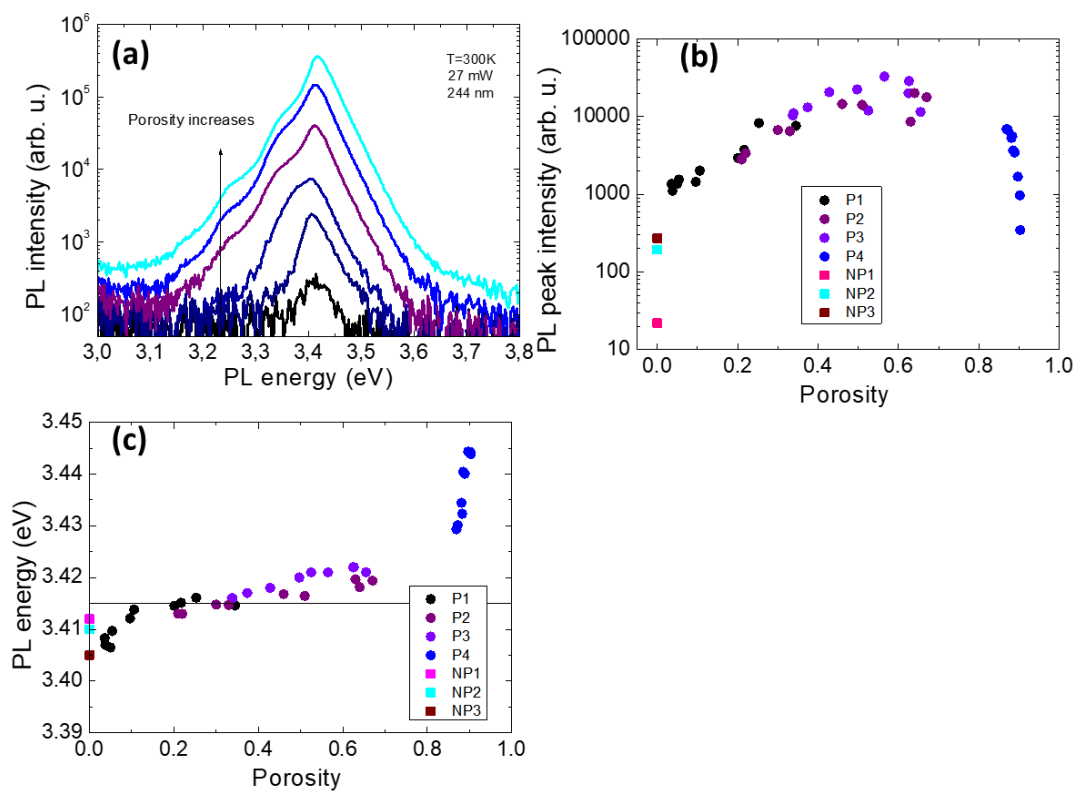 (a)
T=300K
27 mW
244 nm
Porosity increases
PL intensity (arb. u.)
10^6
10^5
10^4
10^3
10^2
3,0 3,1 3,2 3,3 3,4 3,5 3,6 3,7 3,8
PL energy (eV)
(b)
PL peak intensity (arb. u.)
100000
10000
1000
100
10
P1
P2
P3
P4
NP1
NP2
NP3
0.0 0.2 0.4 0.6 0.8 1.0
Porosity
(c)
PL energy (eV)
3.45
3.44
3.43
3.42
3.41
3.40
3.39
P1
P2
P3
P4
NP1
NP2
NP3
0.0 0.2 0.4 0.6 0.8 1.0
Porosity